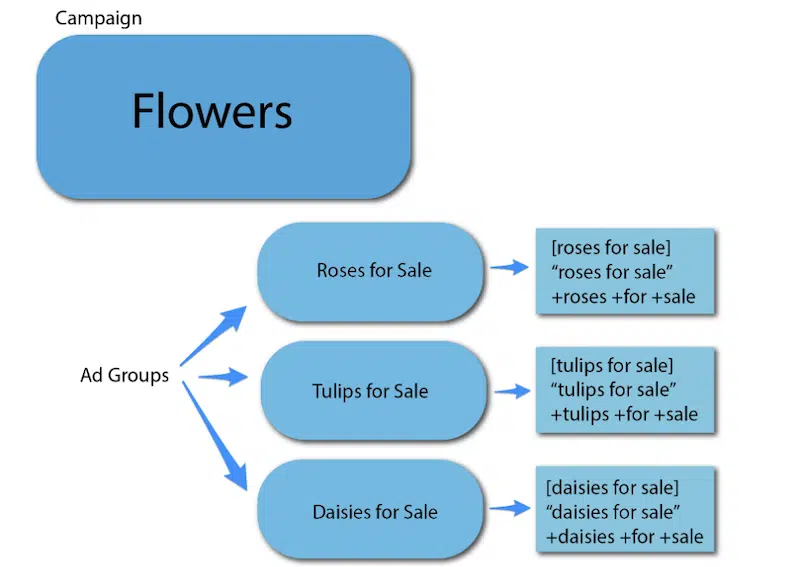 Campaign
Flowers
Roses for Sale
[roses for sale]
“roses for sale”
+roses +for +sale
Ad Groups
Tulips for Sale
[tulips for sale]
“tulips for sale”
+tulips +for +sale
Daisies for Sale
[daisies for sale]
“daisies for sale”
+daisies +for +sale